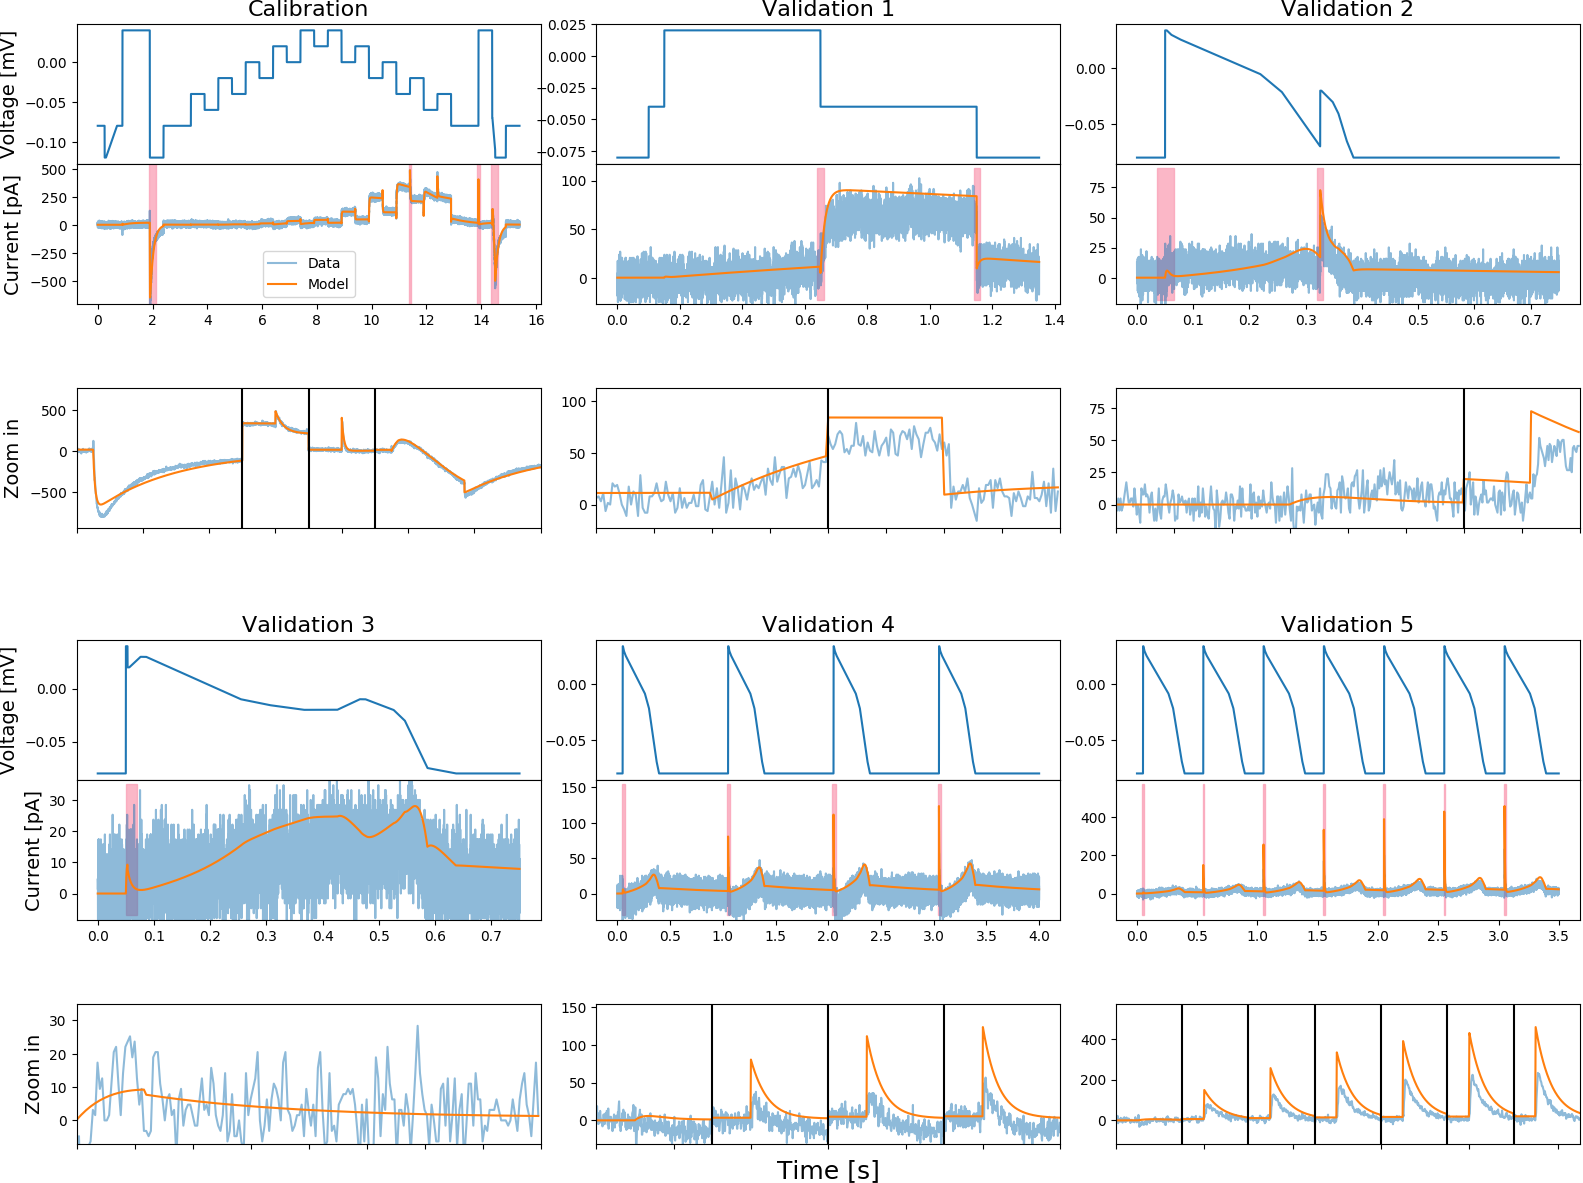 Calibration
Validation 1
Validation 2
Voltage [mV]
0.00
−0.05
−0.10
0.025
0.000
−0.025
−0.050
−0.075
0.00
−0.05
Current [pA]
500
250
0
−250
−500
Data
Model
0 2 4 6 8 10 12 14 16
100
50
0
0.0 0.2 0.4 0.6 0.8 1.0 1.2 1.4
75
50
25
0
0.0 0.1 0.2 0.3 0.4 0.5 0.6 0.7
Zoom in
500
0
−500
100
50
0
75
50
25
0
Validation 3
Validation 4
Validation 5
Voltage [mV]
0.00
−0.05
0.00
−0.05
0.00
−0.05
Current [pA]
30
20
10
0
0.0 0.1 0.2 0.3 0.4 0.5 0.6 0.7
150
100
50
0
0.0 0.5 1.0 1.5 2.0 2.5 3.0 3.5 4.0
400
200
0
0.0 0.5 1.0 1.5 2.0 2.5 3.0 3.5
Zoom in
30
20
10
0
150
100
50
0
400
200
0
Time [s]